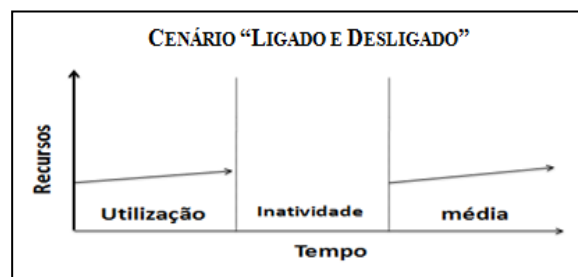 CENÁRIO “LIGADO E DESLIGADO”
Recursos
Utilização
Inatividade
média
Tempo